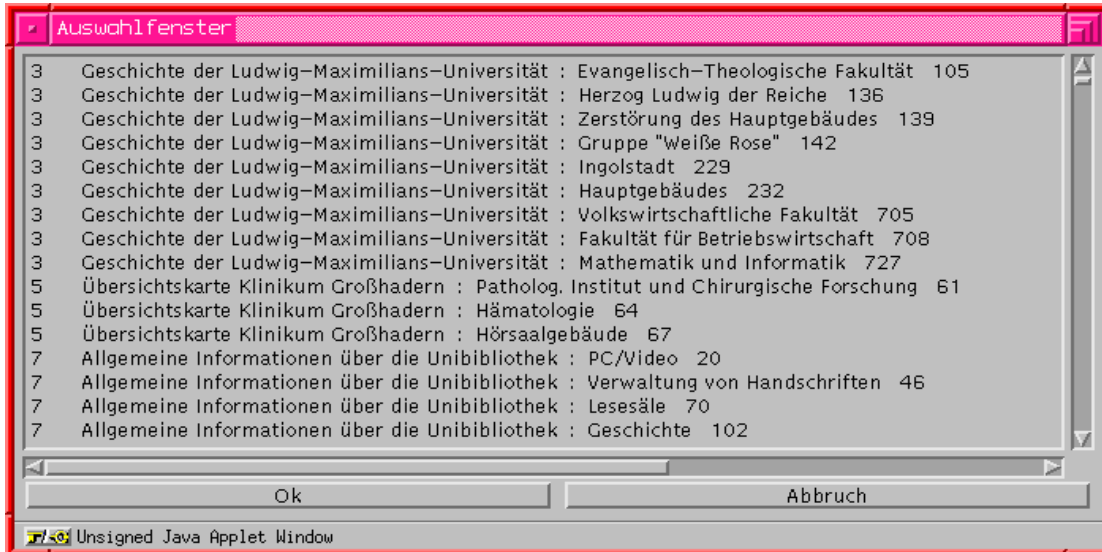 Auswahlfenster
3 Geschichte der Ludwig-Maximilians-Universität : Evangelisch-Theologische Fakultät 105
3 Geschichte der Ludwig-Maximilians-Universität : Herzog Ludwig der Reiche 136
3 Geschichte der Ludwig-Maximilians-Universität : Zerstörung des Hauptgebäudes 139
3 Geschichte der Ludwig-Maximilians-Universität : Gruppe "Weiße Rose" 142
3 Geschichte der Ludwig-Maximilians-Universität : Ingolstadt 229
3 Geschichte der Ludwig-Maximilians-Universität : Hauptgebäudes 232
3 Geschichte der Ludwig-Maximilians-Universität : Volkswirtschaftliche Fakultät 705
3 Geschichte der Ludwig-Maximilians-Universität : Fakultät für Betriebswirtschaft 708
3 Geschichte der Ludwig-Maximilians-Universität : Mathematik und Informatik 727
5 Übersichtskarte Klinikum Großhadern : Patholog. Institut und Chirurgische Forschung 61
5 Übersichtskarte Klinikum Großhadern : Hämatologie 64
5 Übersichtskarte Klinikum Großhadern : Hörsaalgebäude 67
7 Allgemeine Informationen über die Unibibliothek : PC/Video 20
7 Allgemeine Informationen über die Unibibliothek : Verwaltung von Handschriften 46
7 Allgemeine Informationen über die Unibibliothek : Lesesäle 70
7 Allgemeine Informationen über die Unibibliothek : Geschichte 102
Ok Abbruch
Unsigned Java Applet Window